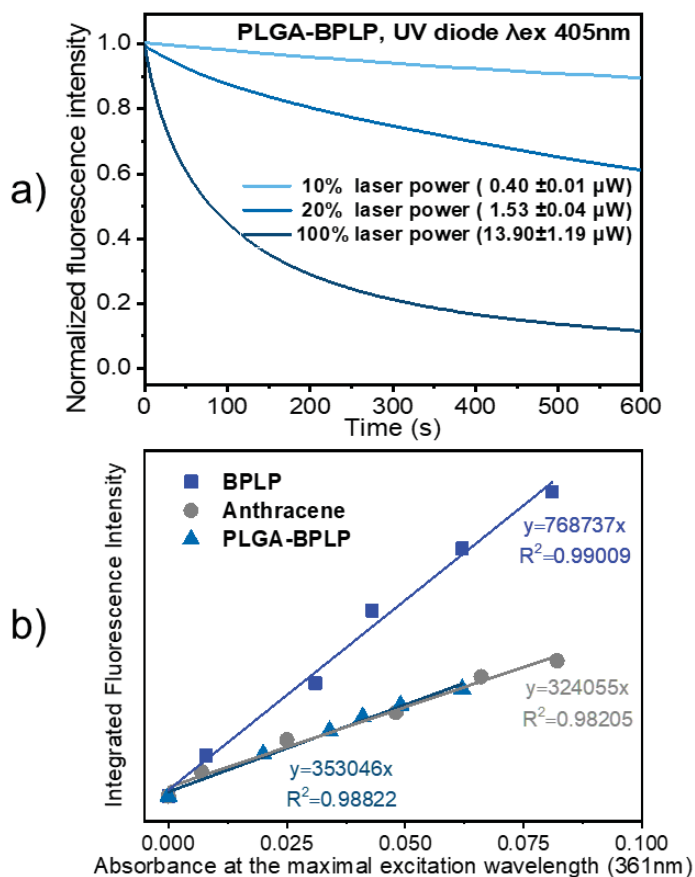 a)
PLGA-BPLP, UV diode λex 405nm
Normalized fluorescence intensity
1.0
0.8
0.6
0.4
0.2
0.0
10% laser power ( 0.40 ±0.01 µW)
20% laser power ( 1.53 ±0.04 µW)
100% laser power (13.90±1.19 µW)
0 100 200 300 400 500 600
Time (s)
b)
Integrated Fluorescence Intensity
BPLP
Anthracene
PLGA-BPLP
y=768737x
R²=0.99009
y=324055x
R²=0.98205
y=353046x
R²=0.98822
0.000 0.025 0.050 0.075 0.100
Absorbance at the maximal excitation wavelength (361nm)